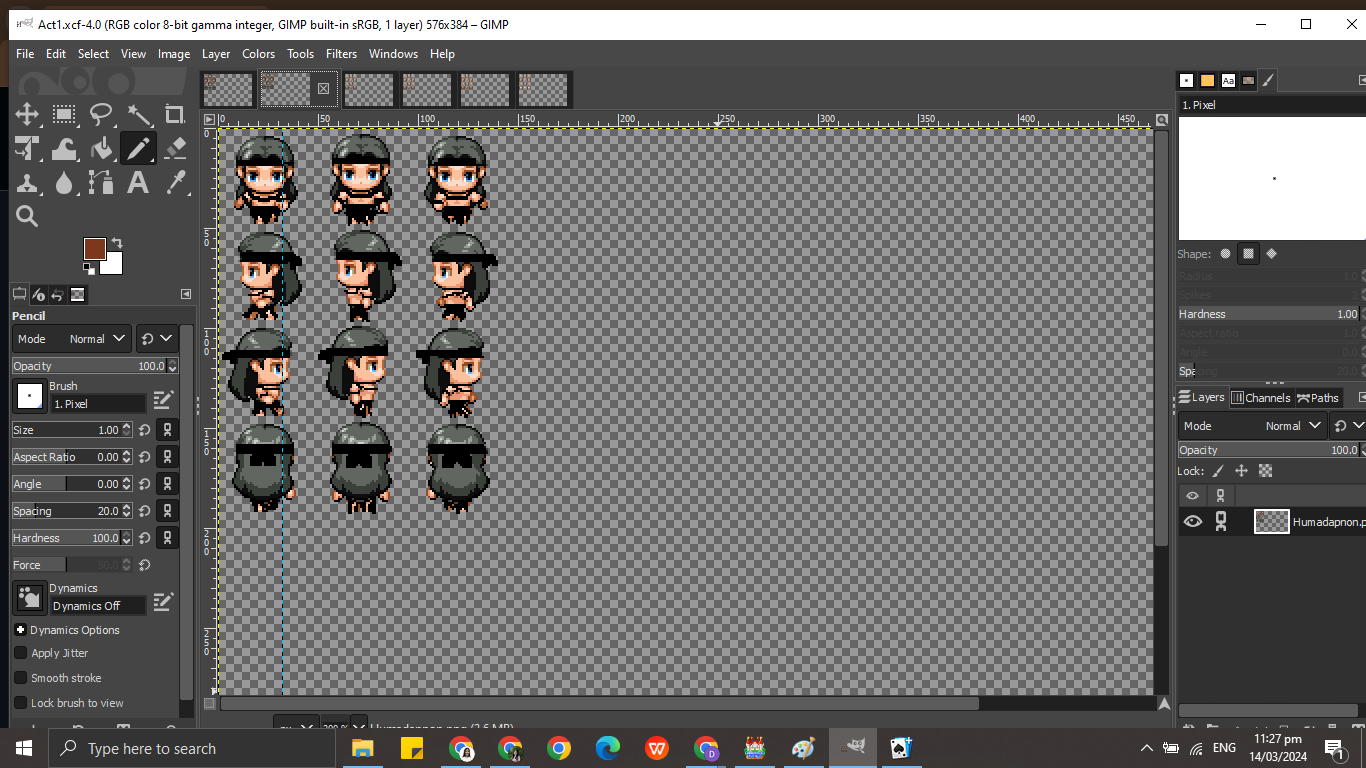 Act1.xcf-4.0 (RGB color 8-bit gamma integer, GIMP built-in sRGB, 1 layer) 576x384 – GIMP
File Edit Select View Image Layer Colors Tools Filters Windows Help
Aa
1. Pixel
0 50 100 150 200 250 300 350 400 450
0
50
100
150
200
250
Pencil
Mode Normal
Opacity 100.0
Brush
1. Pixel
Size 1.00
Aspect Ratio 0.00
Angle 0.00
Spacing 20.0
Hardness 100.0
Force 50.0
Dynamics
Dynamics Off
Dynamics Options
Apply Jitter
Smooth stroke
Lock brush to view
Shape:
Radius 1.0
Spikes
Hardness 1.00
Aspect ratio 1.0
Angle 0.0
Spacing 20.0
Layers Channels Paths
Mode Normal
Opacity 100.0
Lock:
Humadapnon.p
px 200 % Humadapnon.png (2.6 MB)
Type here to search
ENG
11:27 pm
14/03/2024
1